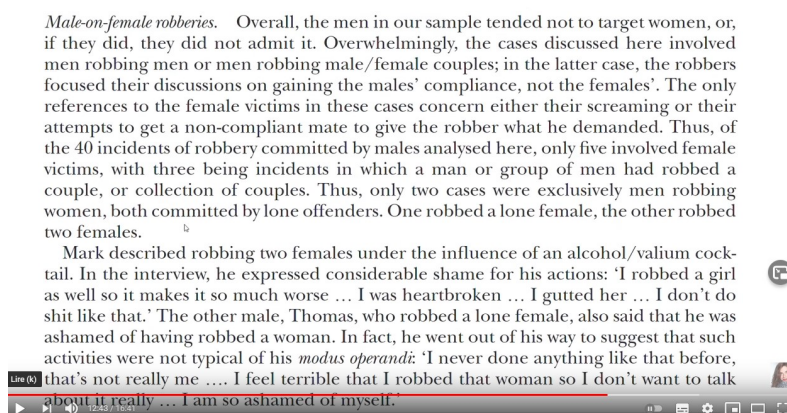 Male-on-female robberies. Overall, the men in our sample tended not to target women, or,
if they did, they did not admit it. Overwhelmingly, the cases discussed here involved
men robbing men or men robbing male/female couples; in the latter case, the robbers
focused their discussions on gaining the males’ compliance, not the females’. The only
references to the female victims in these cases concern either their screaming or their
attempts to get a non-compliant mate to give the robber what he demanded. Thus, of
the 40 incidents of robbery committed by males analysed here, only five involved female
victims, with three being incidents in which a man or group of men had robbed a
couple, or collection of couples. Thus, only two cases were exclusively men robbing
women, both committed by lone offenders. One robbed a lone female, the other robbed
two females.
Mark described robbing two females under the influence of an alcohol/valium cock-
tail. In the interview, he expressed considerable shame for his actions: ‘I robbed a girl
as well so it makes it so much worse … I was heartbroken … I gutted her … I don’t do
shit like that.’ The other male, Thomas, who robbed a lone female, also said that he was
ashamed of having robbed a woman. In fact, he went out of his way to suggest that such
activities were not typical of his modus operandi: ‘I never done anything like that before,
Lire (k) that’s not really me …. I feel terrible that I robbed that woman so I don’t want to talk
about it really … I am so ashamed of myself.’
12:43 / 16:41